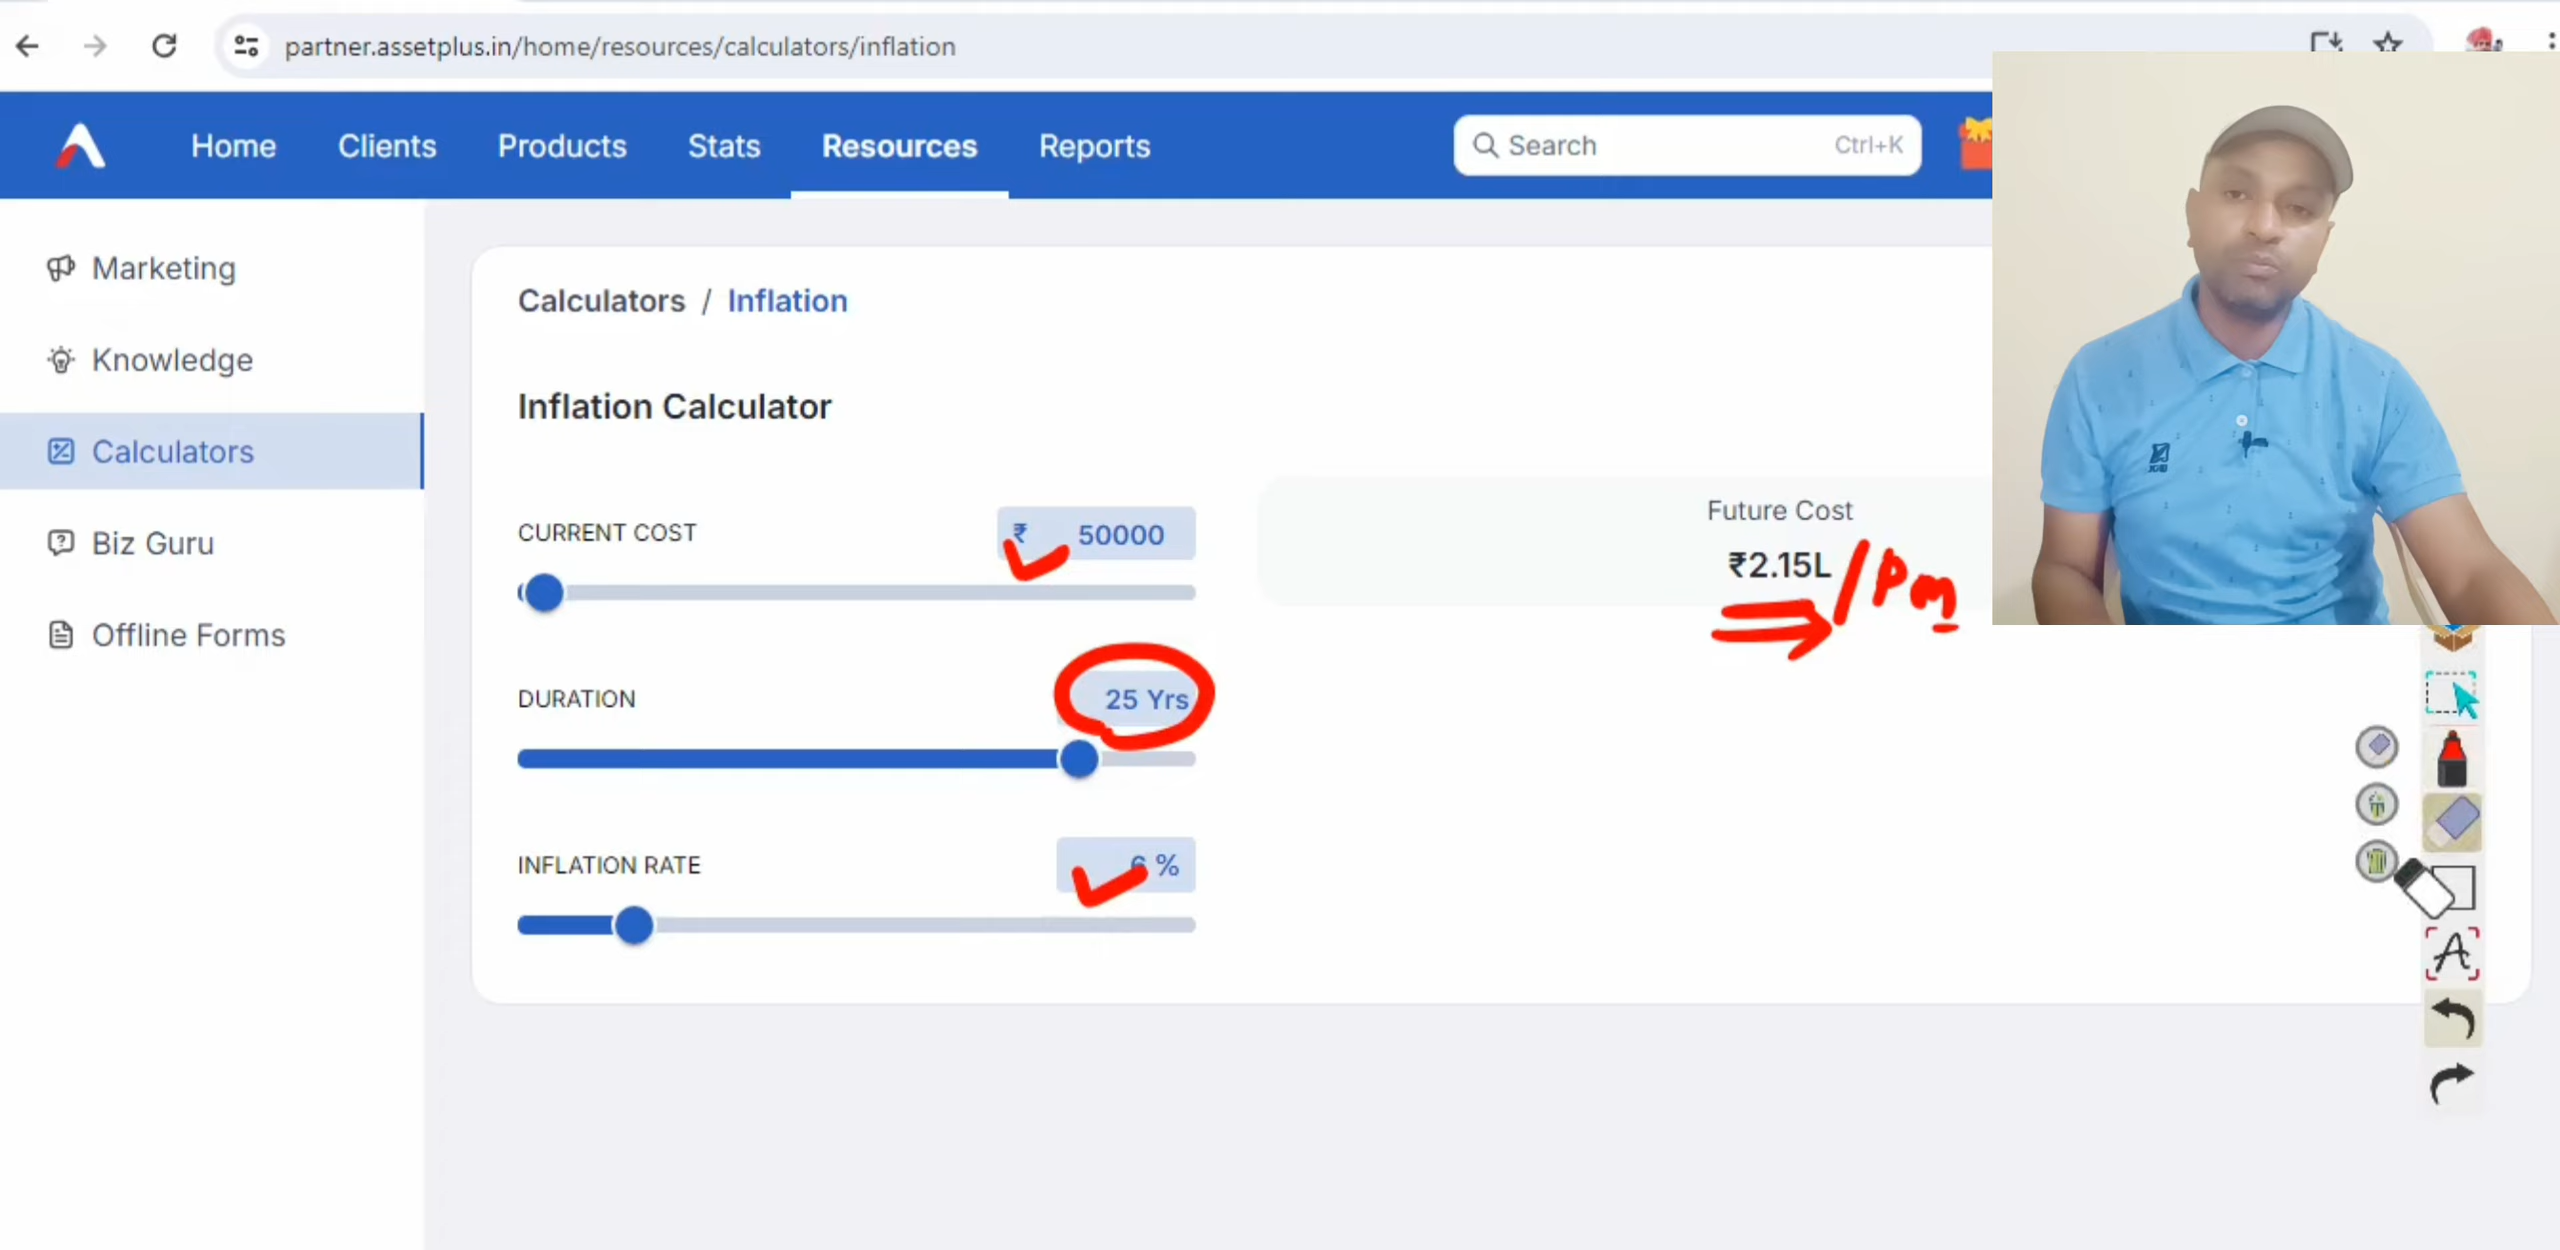 partner.assetplus.in/home/resources/calculators/inflation
Home Clients Products Stats Resources Reports Search Ctrl+K
Marketing
Knowledge
Calculators
Biz Guru
Offline Forms
Calculators / Inflation
Inflation Calculator
CURRENT COST ₹ 50000
DURATION 25 Yrs
INFLATION RATE 6 %
Future Cost
₹2.15L /Pm
A